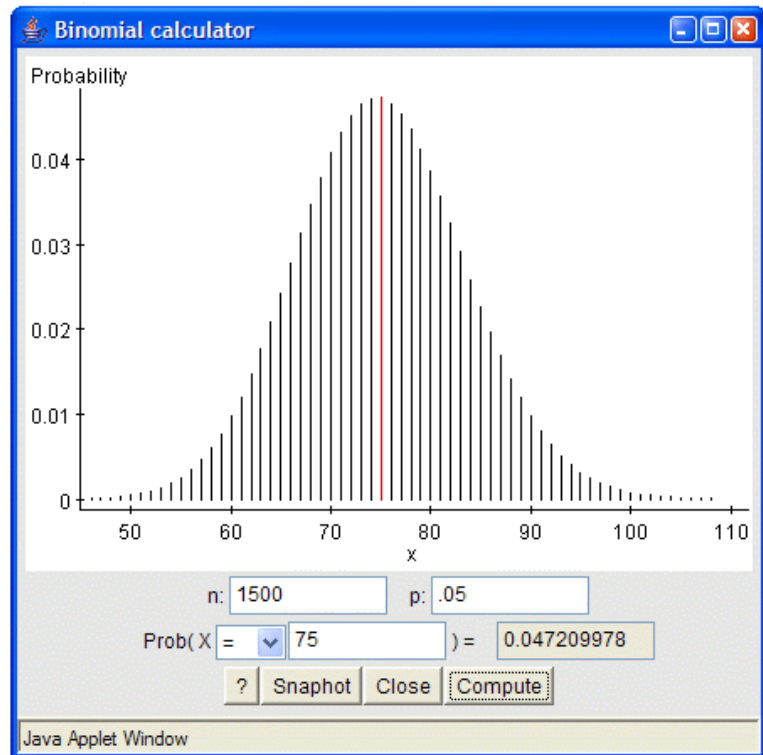 Binomial calculator
Probability
0.04
0.03
0.02
0.01
0
50 60 70 80 90 100 110
x
n: 1500 p: .05
Prob( X = 75 ) = 0.047209978
? Snaphot Close Compute
Java Applet Window